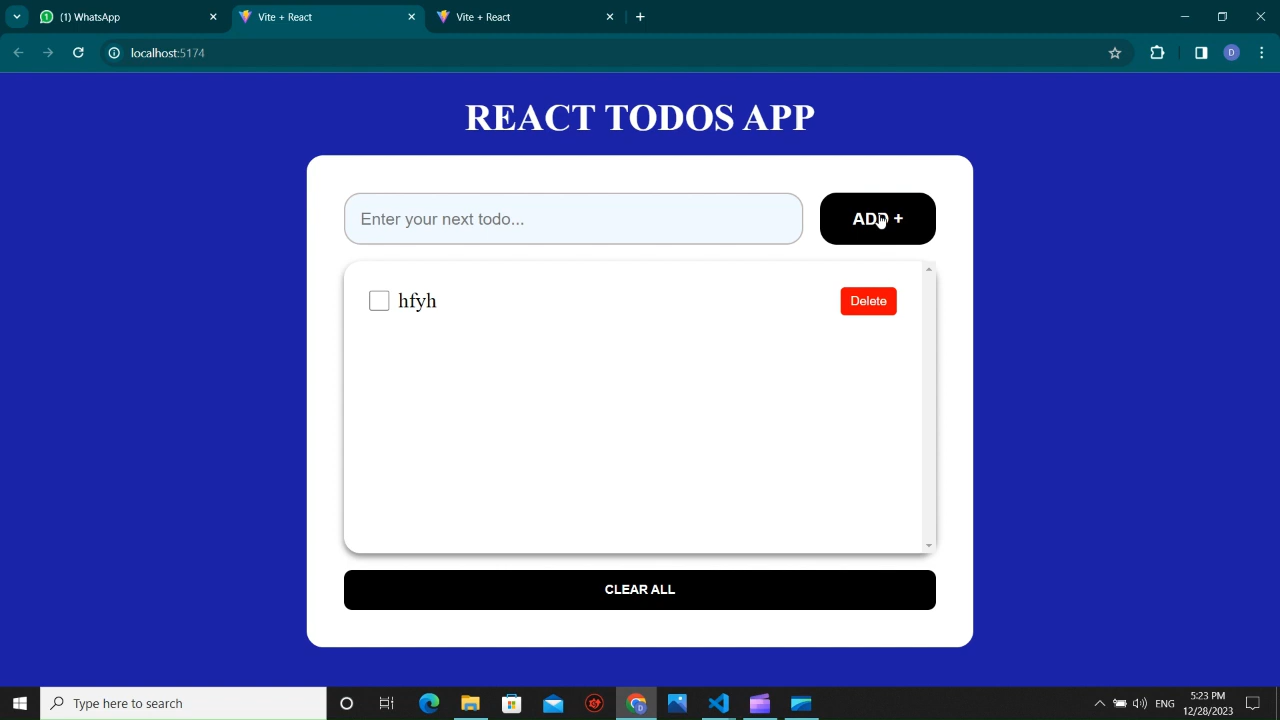 (1) WhatsApp
Vite + React
Vite + React
localhost:5174
D
REACT TODOS APP
Enter your next todo...
ADD +
hfyh
Delete
CLEAR ALL
Type here to search
ENG
5:23 PM
12/28/2023